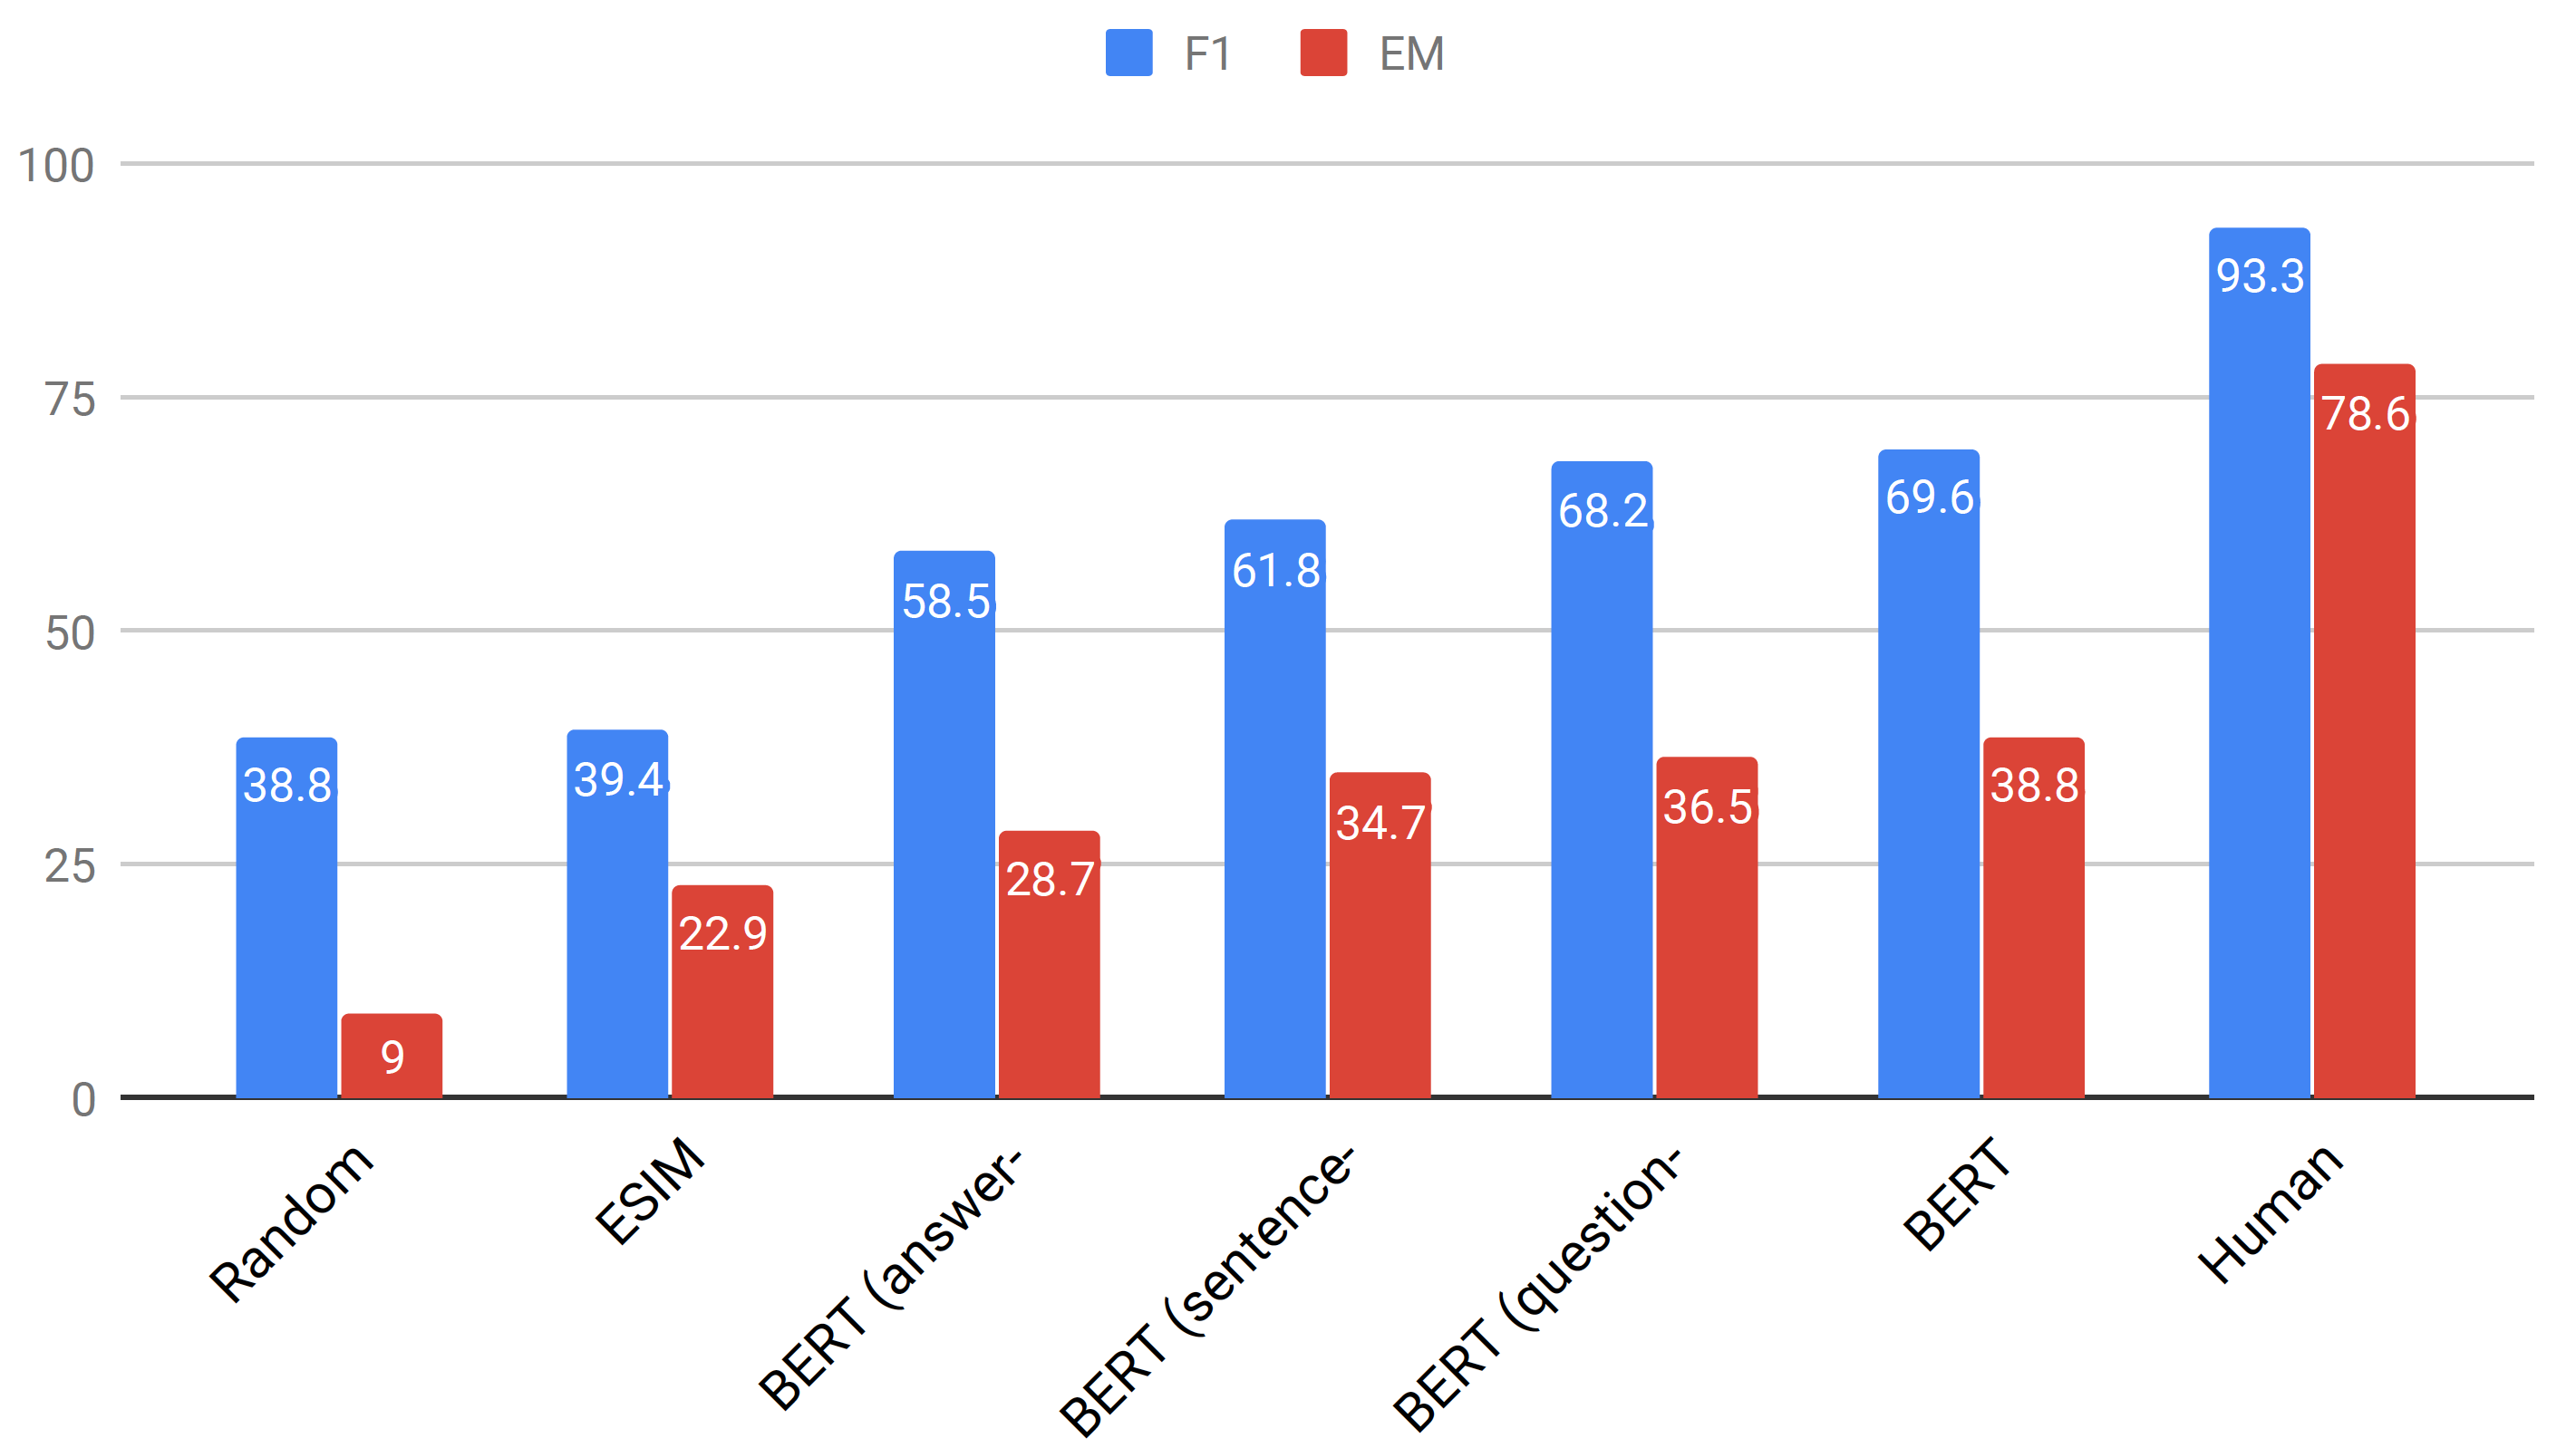 F1 EM
100
75
50
25
0
38.8
9
39.4
22.9
58.5
28.7
61.8
34.7
68.2
36.5
69.6
38.8
93.3
78.6
Random
ESIM
BERT (answer-
BERT (sentence-
BERT (question-
BERT
Human